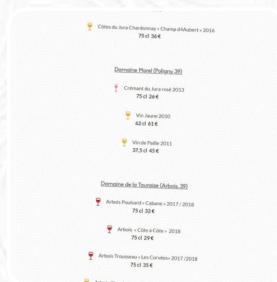 Côtes du Jura Chardonnay « Champ d'Aubert » 2016
75 cl 36 €
Domaine Morel (Poligny, 39)
Crémant du Jura rosé 2013
75 cl 26 €
Vin Jaune 2010
62 cl 61 €
Vin de Paille 2011
37,5 cl 45 €
Domaine de la Touraize (Arbois, 39)
Arbois Poulsard « Cabane » 2017 / 2018
75 cl 32 €
Arbois « Côte à Côte » 2018
75 cl 29 €
Arbois Trousseau « Les Corvées» 2017 / 2018
75 cl 35 €